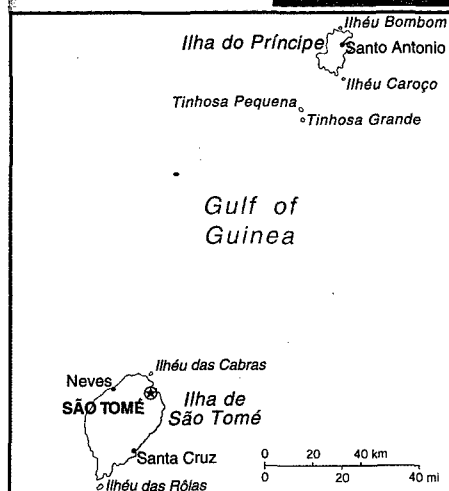 Ilhéu Bombom
Ilha do Príncipe
Santo Antonio
Ilhéu Caroço
Tinhosa Pequena
Tinhosa Grande
Gulf of
Guinea
Ilhéu das Cabras
Neves
SÃO TOMÉ
Ilha de
São Tomé
Santa Cruz
Ilhéu das Rôlas
0 20 40 km
0 20 40 mi